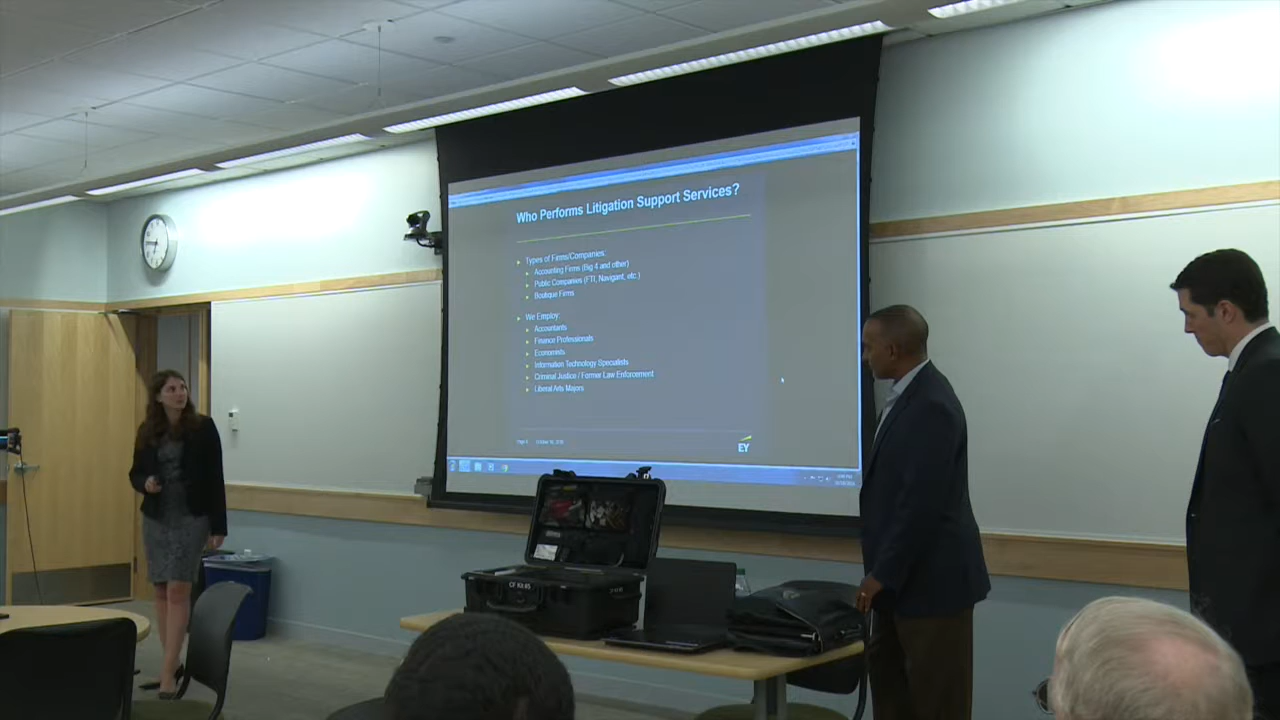 Who Performs Litigation Support Services?
Types of Firms/Companies:
Accounting Firms (Big 4 and other)
Public Companies (FTI, Navigant, etc.)
Boutique Firms
We Employ:
Accountants
Finance Professionals
Economists
Information Technology Specialists
Criminal Justice / Former Law Enforcement
Liberal Arts Majors
EY